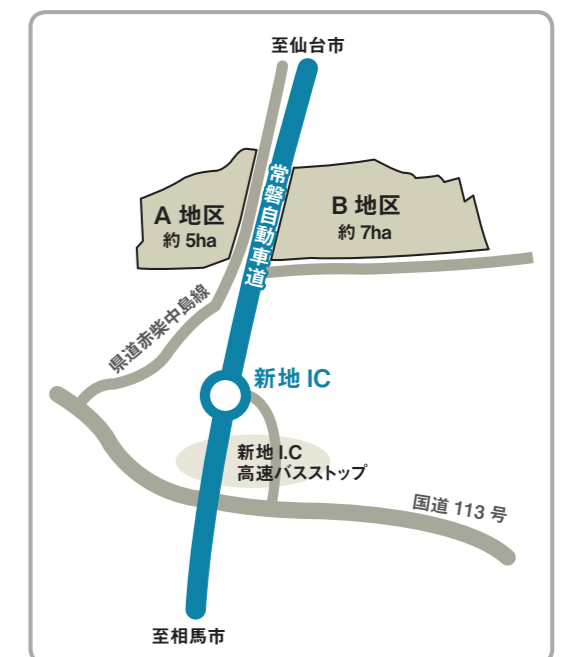 至仙台市
A 地区
約 5ha
B 地区
約 7ha
常磐自動車道
県道赤柴中島線
新地 IC
新地 I.C
高速バスストップ
国道 113 号
至相馬市